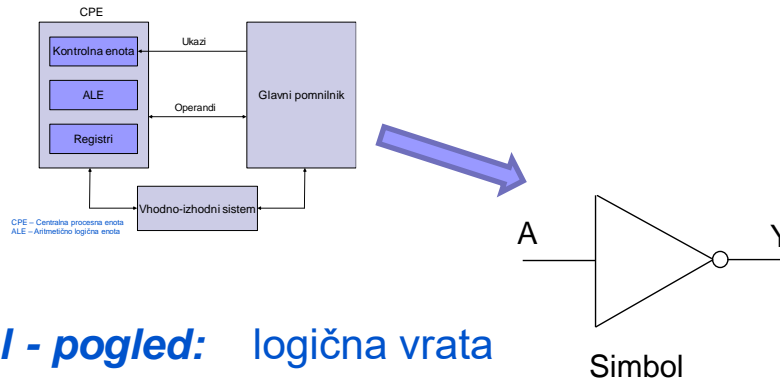 CPE
Kontrolna enota
Ukazi
ALE
Glavni pomnilnik
Operandi
Registri
Vhodno-izhodni sistem
CPE – Centralna procesna enota
ALE – Aritmetično logična enota
A
Y
l - pogled: logična vrata
Simbol